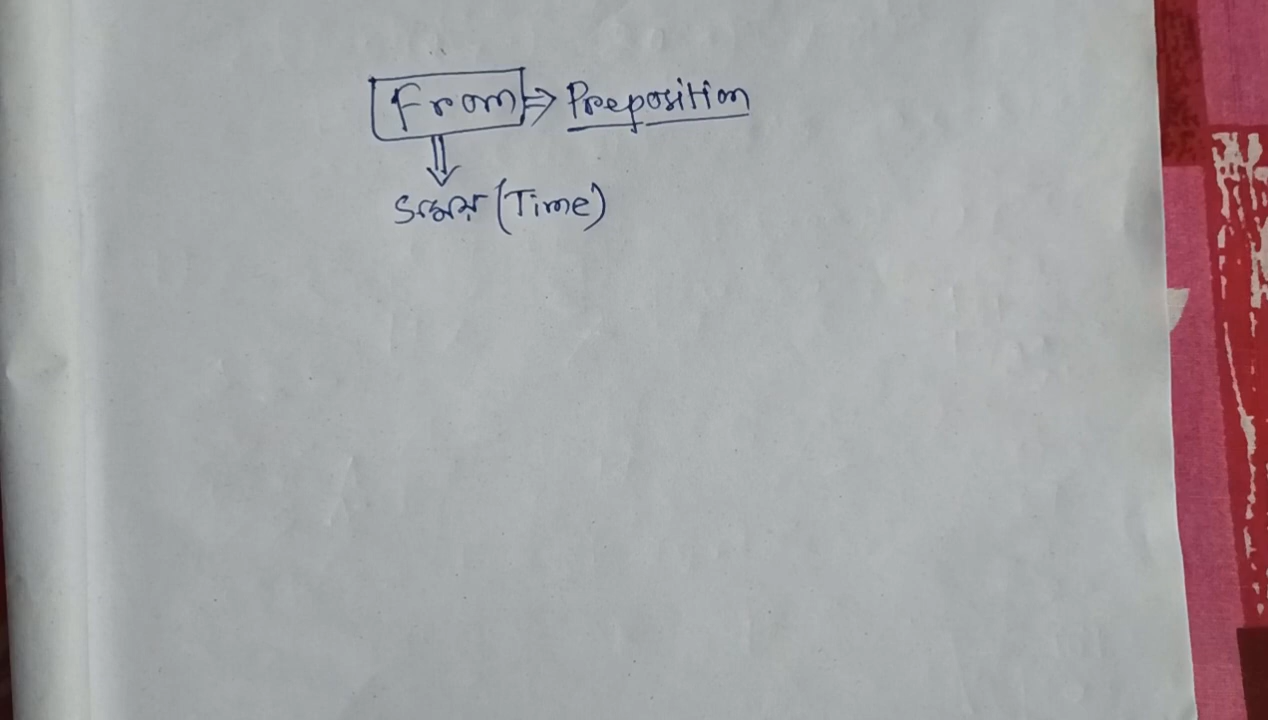 From ⇒ Preposition
⇓
সময় (Time)